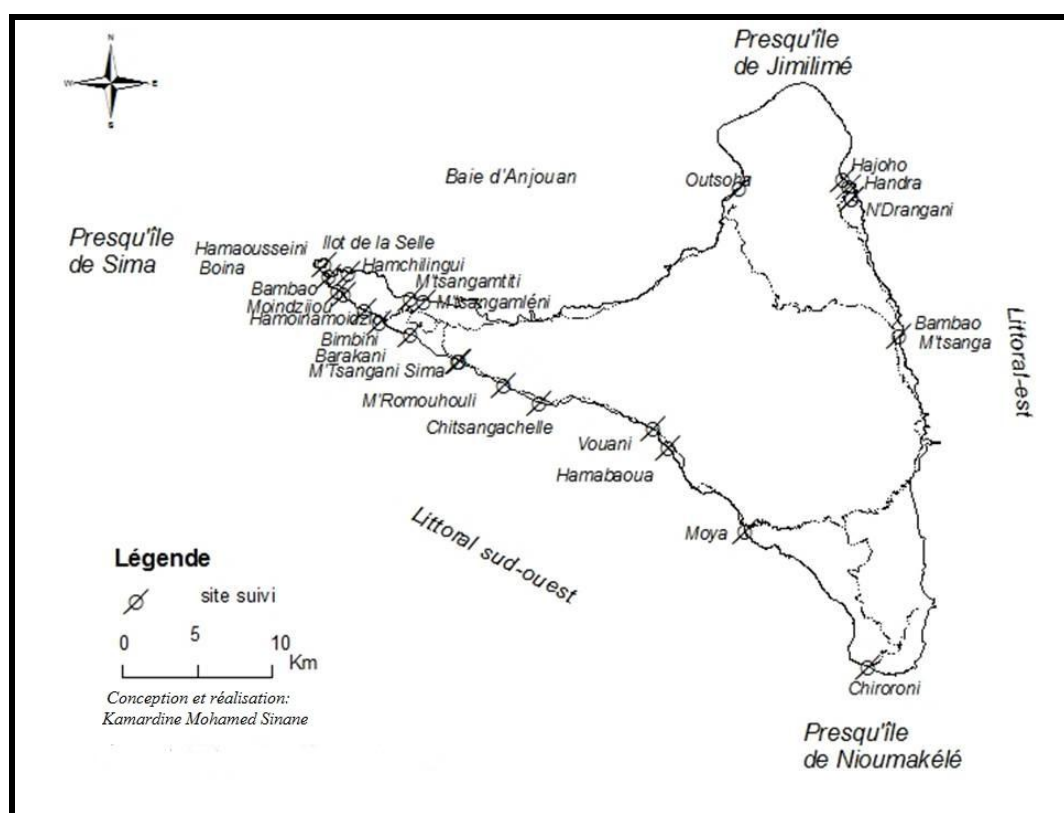 N
W
E
S
Presqu'île
de Jimilimé
Baie d'Anjouan
Outsoha
Hajoho
Handra
N'Drangani
Presqu'île
de Sima
Hamaousseini
Boina
Ilot de la Selle
Hamchilingui
M'tsangamtiti
M'tsangamléni
Bambao
Moindzijou
Hamoinamoidzi
Bimbini
Barakani
M'Tsangani Sima
M'Romouhouli
Chitsangachelle
Vouani
Hamabaoua
Bambao
M'tsanga
Littoral-est
Moya
Littoral sud-ouest
Légende
site suivi
0 5 10
Km
Conception et réalisation:
Kamardine Mohamed Sinane
Chiroroni
Presqu'île
de Nioumakélé